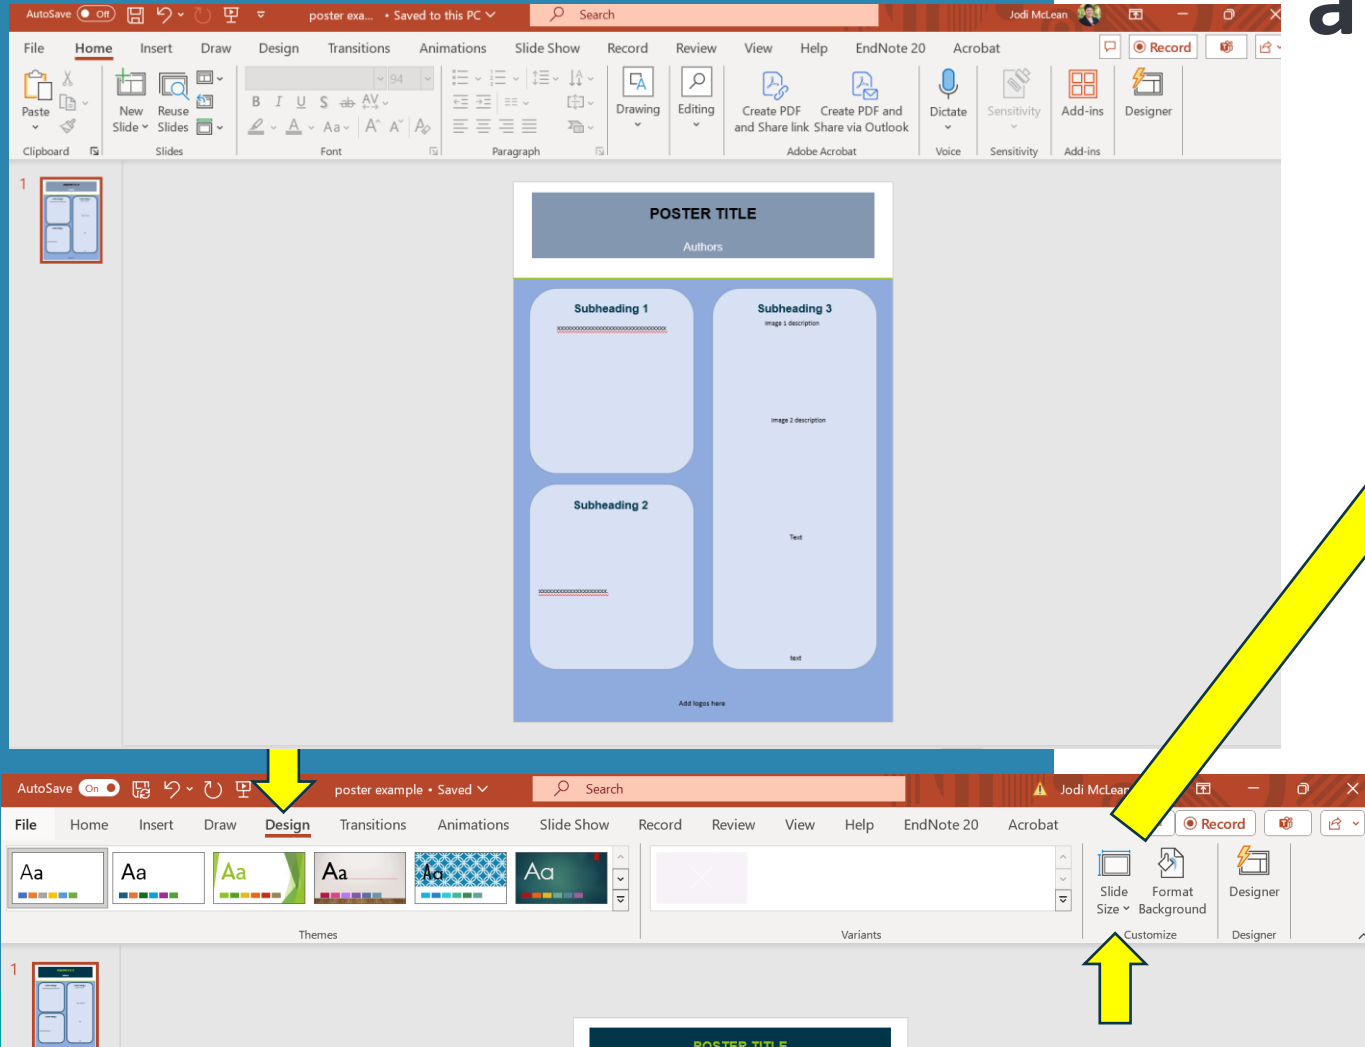 a
AutoSave Off poster exa... • Saved to this PC Search Jodi McLean
File Home Insert Draw Design Transitions Animations Slide Show Record Review View Help EndNote 20 Acrobat Record
Paste New Slide Reuse Slides 94 B I U S ab AV Aa A A A Drawing Editing Create PDF and Share link Create PDF and Share via Outlook Dictate Sensitivity Add-ins Designer
Clipboard Slides Font Paragraph Adobe Acrobat Voice Sensitivity Add-ins
1
POSTER TITLE
Authors
Subheading 1
Subheading 3
Image 1 description
Image 2 description
Subheading 2
Text
text
Add logos here
AutoSave On poster example • Saved Search Jodi McLean
File Home Insert Draw Design Transitions Animations Slide Show Record Review View Help EndNote 20 Acrobat Record
Aa Aa Aa Aa Aa Aa Slide Size Format Background Designer
Themes Variants Customize Designer
1
POSTER TITLE